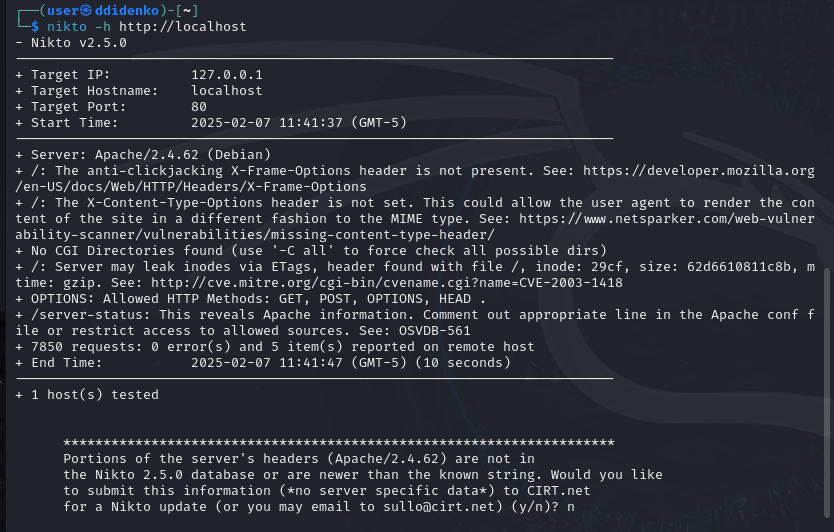 ┌──(user㉿ddidenko)-[~]
└─$ nikto -h http://localhost
- Nikto v2.5.0
---------------------------------------------------------------------------
+ Target IP:          127.0.0.1
+ Target Hostname:    localhost
+ Target Port:        80
+ Start Time:         2025-02-07 11:41:37 (GMT-5)
---------------------------------------------------------------------------
+ Server: Apache/2.4.62 (Debian)
+ /: The anti-clickjacking X-Frame-Options header is not present. See: https://developer.mozilla.org
/en-US/docs/Web/HTTP/Headers/X-Frame-Options
+ /: The X-Content-Type-Options header is not set. This could allow the user agent to render the con
tent of the site in a different fashion to the MIME type. See: https://www.netsparker.com/web-vulner
ability-scanner/vulnerabilities/missing-content-type-header/
+ No CGI Directories found (use '-C all' to force check all possible dirs)
+ /: Server may leak inodes via ETags, header found with file /, inode: 29cf, size: 62d6610811c8b, m
time: gzip. See: http://cve.mitre.org/cgi-bin/cvename.cgi?name=CVE-2003-1418
+ OPTIONS: Allowed HTTP Methods: GET, POST, OPTIONS, HEAD .
+ /server-status: This reveals Apache information. Comment out appropriate line in the Apache conf f
ile or restrict access to allowed sources. See: OSVDB-561
+ 7850 requests: 0 error(s) and 5 item(s) reported on remote host
+ End Time:           2025-02-07 11:41:47 (GMT-5) (10 seconds)
---------------------------------------------------------------------------
+ 1 host(s) tested
*********************************************************************
Portions of the server's headers (Apache/2.4.62) are not in
the Nikto 2.5.0 database or are newer than the known string. Would you like
to submit this information (*no server specific data*) to CIRT.net
for a Nikto update (or you may email to sullo@cirt.net) (y/n)? n